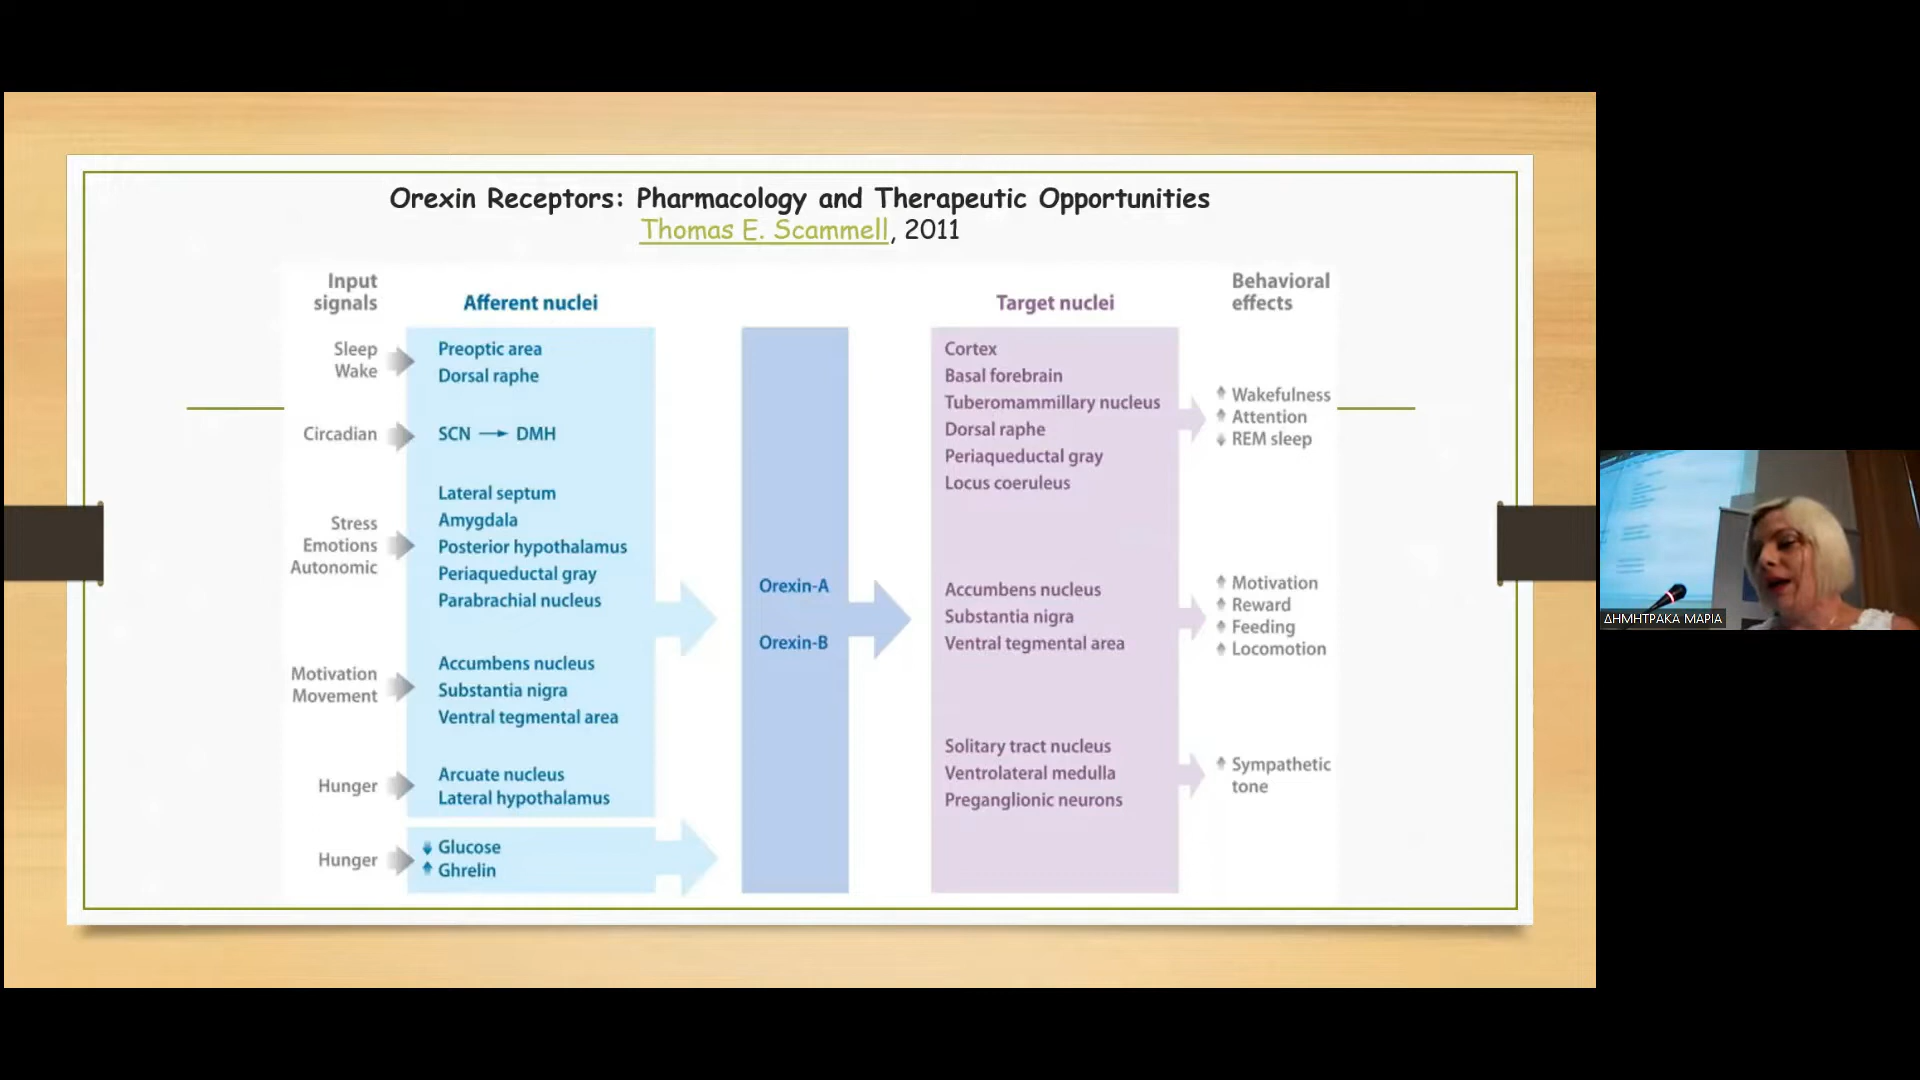 Orexin Receptors: Pharmacology and Therapeutic Opportunities
Thomas E. Scammell, 2011
Input
signals
Afferent nuclei
Target nuclei
Behavioral
effects
Sleep
Wake
Preoptic area
Dorsal raphe
Circadian
SCN → DMH
Stress
Emotions
Autonomic
Lateral septum
Amygdala
Posterior hypothalamus
Periaqueductal gray
Parabrachial nucleus
Motivation
Movement
Accumbens nucleus
Substantia nigra
Ventral tegmental area
Hunger
Arcuate nucleus
Lateral hypothalamus
Hunger
Glucose
Ghrelin
Orexin-A
Orexin-B
Cortex
Basal forebrain
Tuberomammillary nucleus
Dorsal raphe
Periaqueductal gray
Locus coeruleus
Wakefulness
Attention
REM sleep
Accumbens nucleus
Substantia nigra
Ventral tegmental area
Motivation
Reward
Feeding
Locomotion
Solitary tract nucleus
Ventrolateral medulla
Preganglionic neurons
Sympathetic
tone
ΔΗΜΗΤΡΑΚΑ ΜΑΡΙΑ